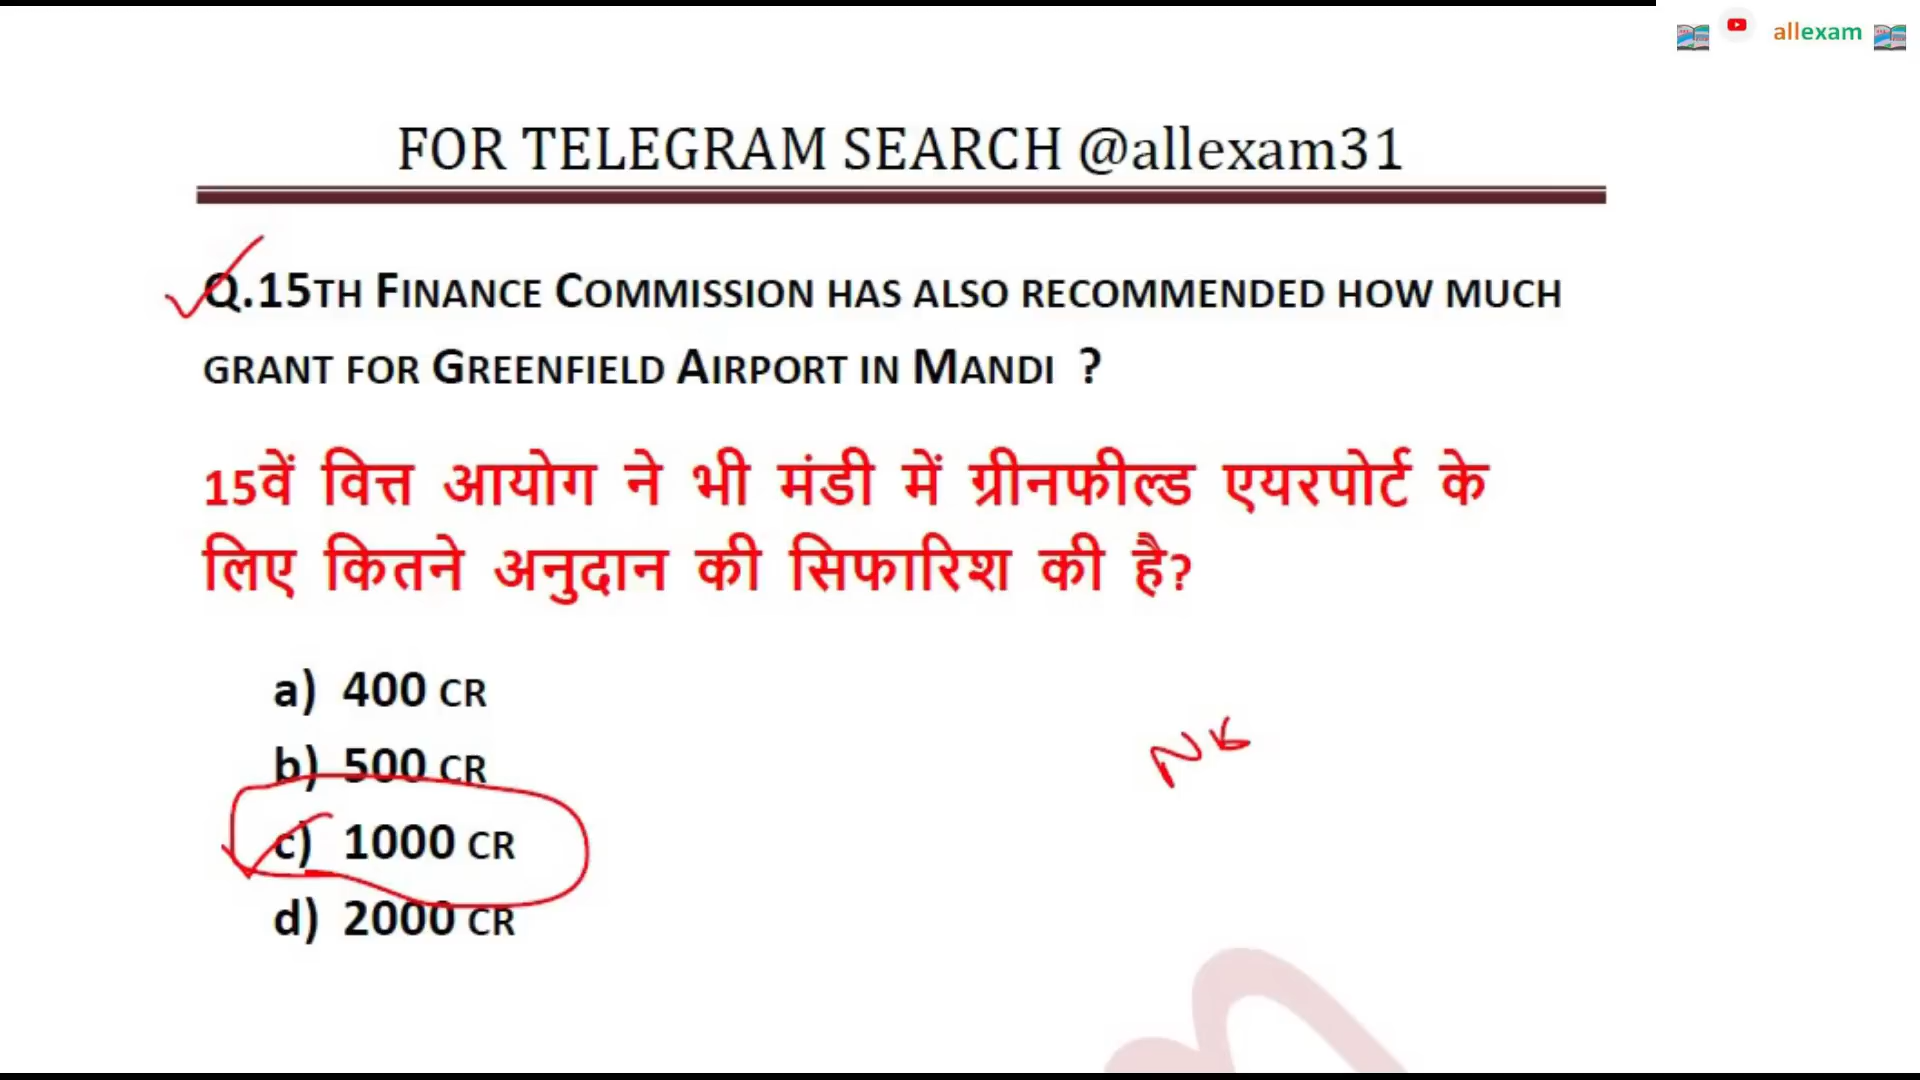 allexam
FOR TELEGRAM SEARCH @allexam31
Q.15TH FINANCE COMMISSION HAS ALSO RECOMMENDED HOW MUCH
GRANT FOR GREENFIELD AIRPORT IN MANDI ?
15वें वित्त आयोग ने भी मंडी में ग्रीनफील्ड एयरपोर्ट के
लिए कितने अनुदान की सिफारिश की है?
a) 400 CR
b) 500 CR
c) 1000 CR
d) 2000 CR